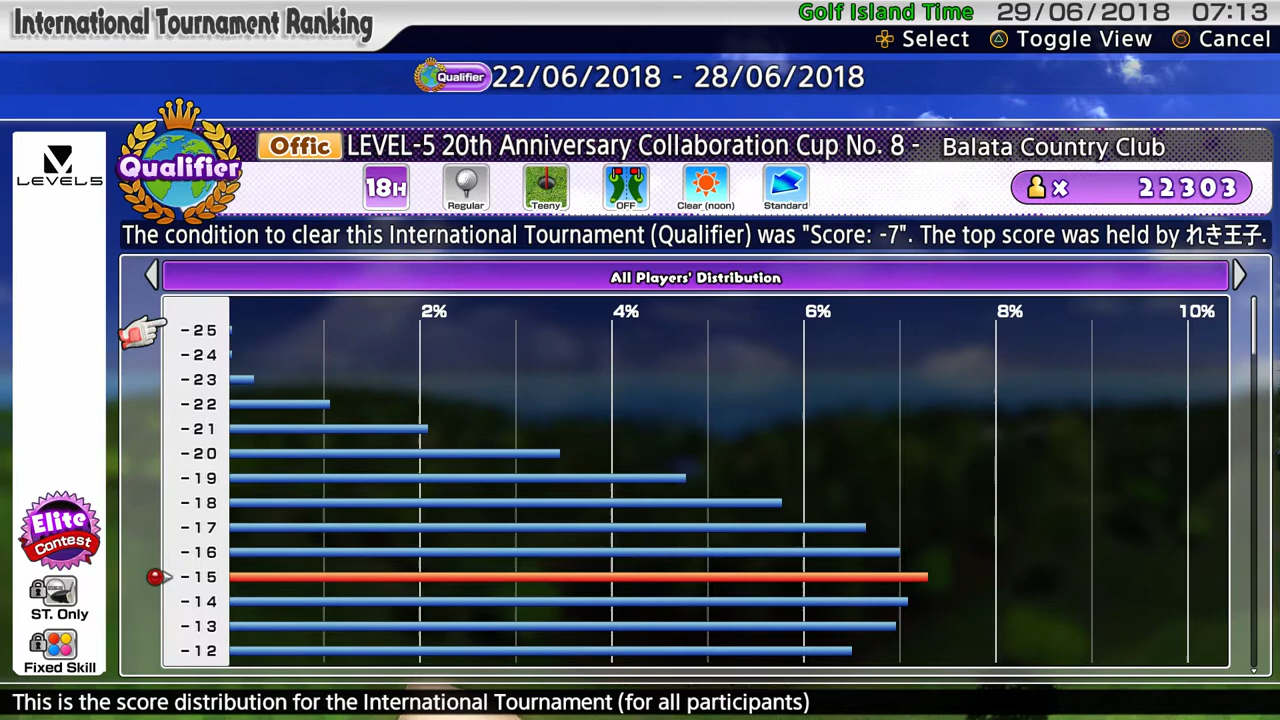 International Tournament Ranking
Golf Island Time 29/06/2018 07:13
Select Toggle View Cancel
Qualifier 22/06/2018 - 28/06/2018
LEVEL5
Qualifier
Offic LEVEL-5 20th Anniversary Collaboration Cup No. 8 - Balata Country Club
18H Regular Teeny OFF Clear (noon) Standard x 22303
The condition to clear this International Tournament (Qualifier) was "Score: -7". The top score was held by れき王子.
All Players' Distribution
2% 4% 6% 8% 10%
-25
-24
-23
-22
-21
-20
-19
-18
-17
-16
-15
-14
-13
-12
Elite
Contest
ST. Only
Fixed Skill
This is the score distribution for the International Tournament (for all participants)